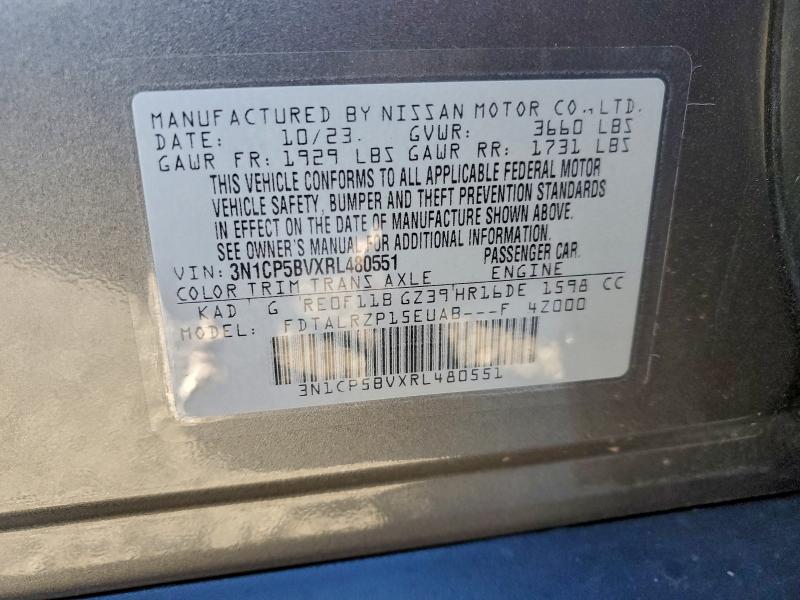 MANUFACTURED BY NISSAN MOTOR CO.,LTD.
DATE: 10/23. GVWR: 3660 LBS
GAWR FR: 1929 LBS GAWR RR: 1731 LBS
THIS VEHICLE CONFORMS TO ALL APPLICABLE FEDERAL MOTOR
VEHICLE SAFETY, BUMPER AND THEFT PREVENTION STANDARDS
IN EFFECT ON THE DATE OF MANUFACTURE SHOWN ABOVE.
SEE OWNER'S MANUAL FOR ADDITIONAL INFORMATION.
VIN: 3N1CP5BVXRL480551 PASSENGER CAR.
COLOR TRIM TRANS AXLE ENGINE
KAD G RE0F11B GZ39 HR16DE 1598 CC
MODEL: FDTALRZP15EUAB---F 4Z000
3N1CP5BVXRL480551